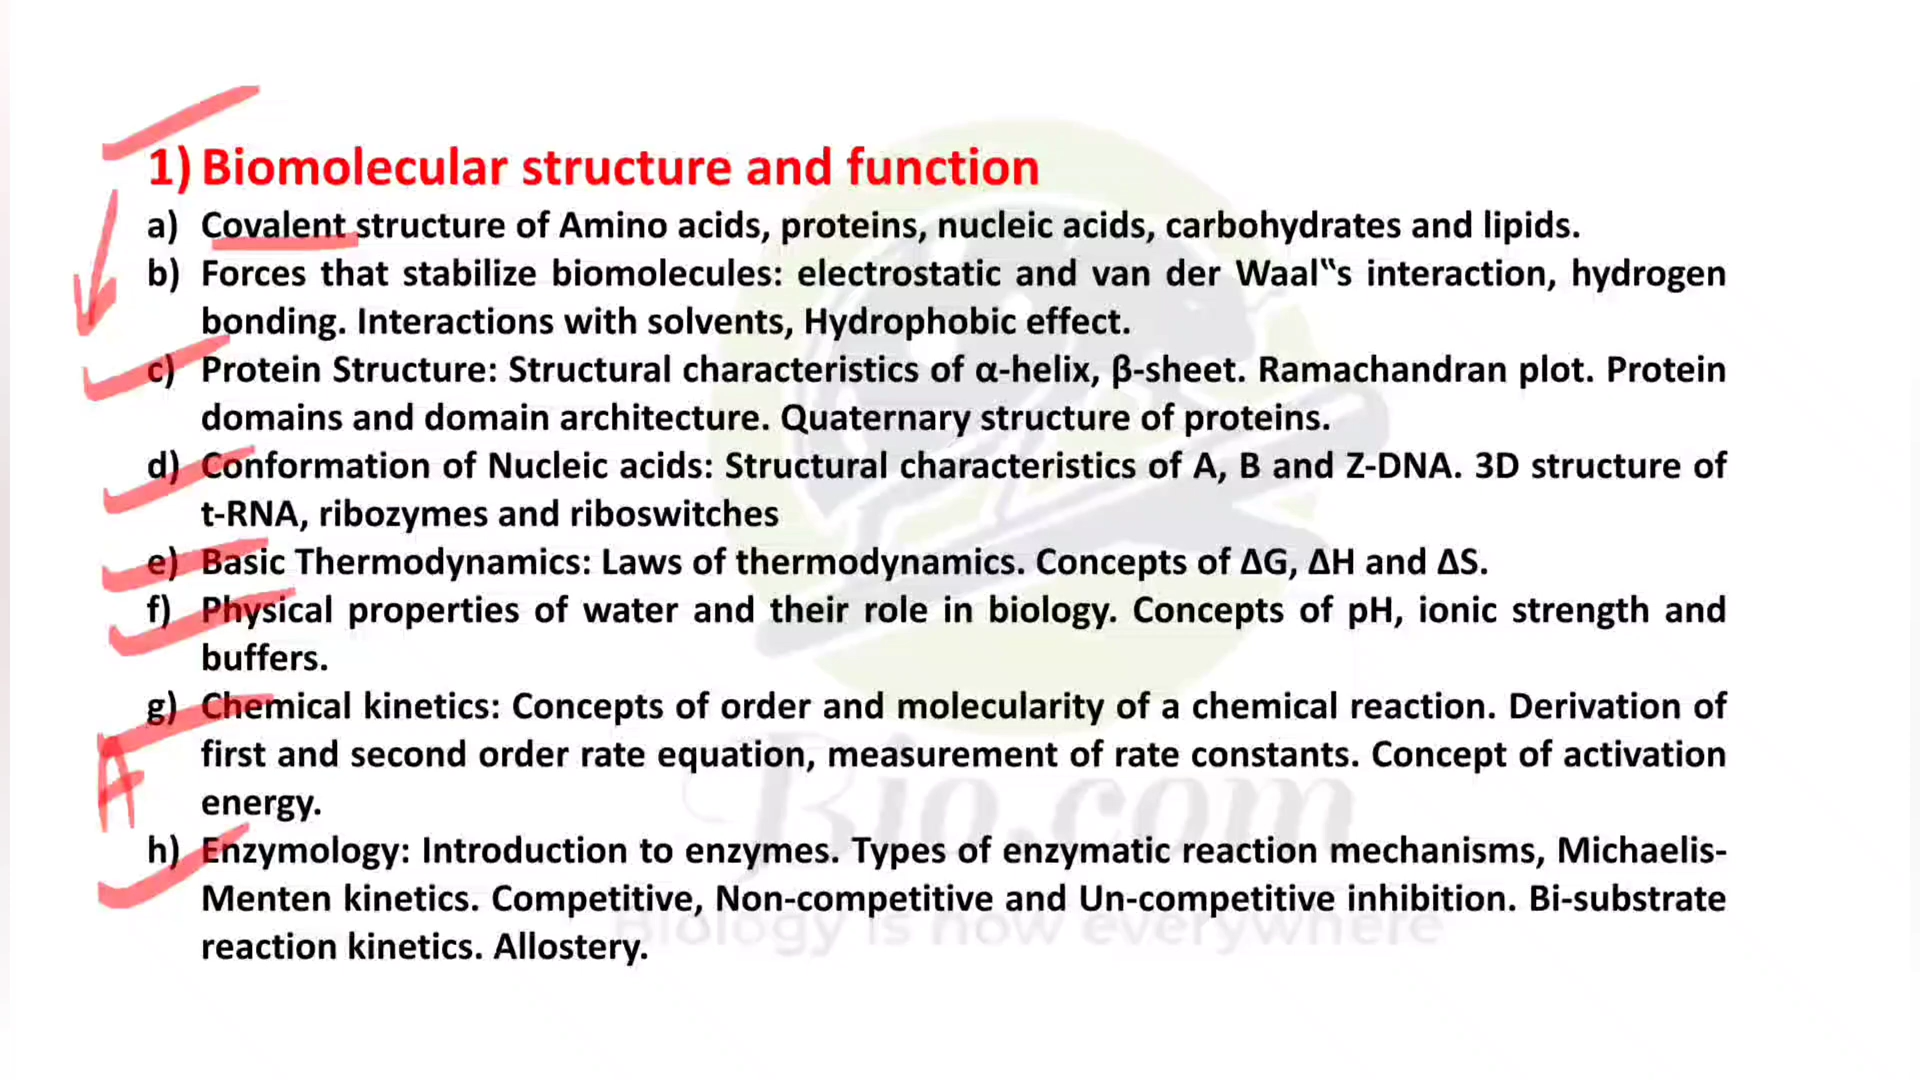 1) Biomolecular structure and function
a) Covalent structure of Amino acids, proteins, nucleic acids, carbohydrates and lipids.
b) Forces that stabilize biomolecules: electrostatic and van der Waal‟s interaction, hydrogen
bonding. Interactions with solvents, Hydrophobic effect.
c) Protein Structure: Structural characteristics of α-helix, β-sheet. Ramachandran plot. Protein
domains and domain architecture. Quaternary structure of proteins.
d) Conformation of Nucleic acids: Structural characteristics of A, B and Z-DNA. 3D structure of
t-RNA, ribozymes and riboswitches
e) Basic Thermodynamics: Laws of thermodynamics. Concepts of ΔG, ΔH and ΔS.
f) Physical properties of water and their role in biology. Concepts of pH, ionic strength and
buffers.
g) Chemical kinetics: Concepts of order and molecularity of a chemical reaction. Derivation of
first and second order rate equation, measurement of rate constants. Concept of activation
energy.
h) Enzymology: Introduction to enzymes. Types of enzymatic reaction mechanisms, Michaelis-
Menten kinetics. Competitive, Non-competitive and Un-competitive inhibition. Bi-substrate
reaction kinetics. Allostery.
Bio.com
Biology is now everywhere